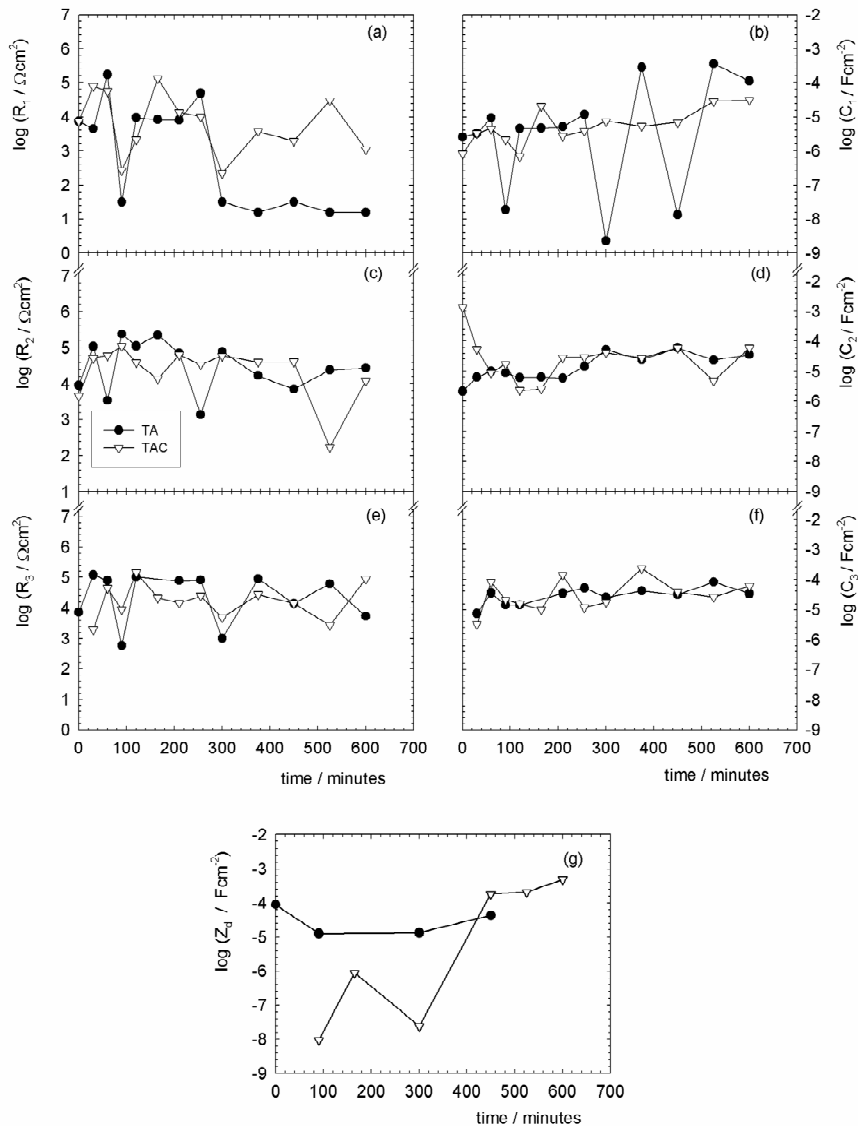 (a)
7
6
5
4
3
2
1
0
log (R₁ / Ωcm²)
(b)
-2
-3
-4
-5
-6
-7
-8
-9
log (C₁ / Fcm⁻²)
(c)
7
6
5
4
3
2
1
log (R₂ / Ωcm²)
TA
TAC
(d)
-2
-3
-4
-5
-6
-7
-8
-9
log (C₂ / Fcm⁻²)
(e)
7
6
5
4
3
2
1
0
log (R₃ / Ωcm²)
0 100 200 300 400 500 600 700
time / minutes
(f)
-2
-3
-4
-5
-6
-7
-8
-9
log (C₃ / Fcm⁻²)
0 100 200 300 400 500 600 700
time / minutes
(g)
-2
-3
-4
-5
-6
-7
-8
-9
log (Z_d / Fcm⁻²)
0 100 200 300 400 500 600 700
time / minutes